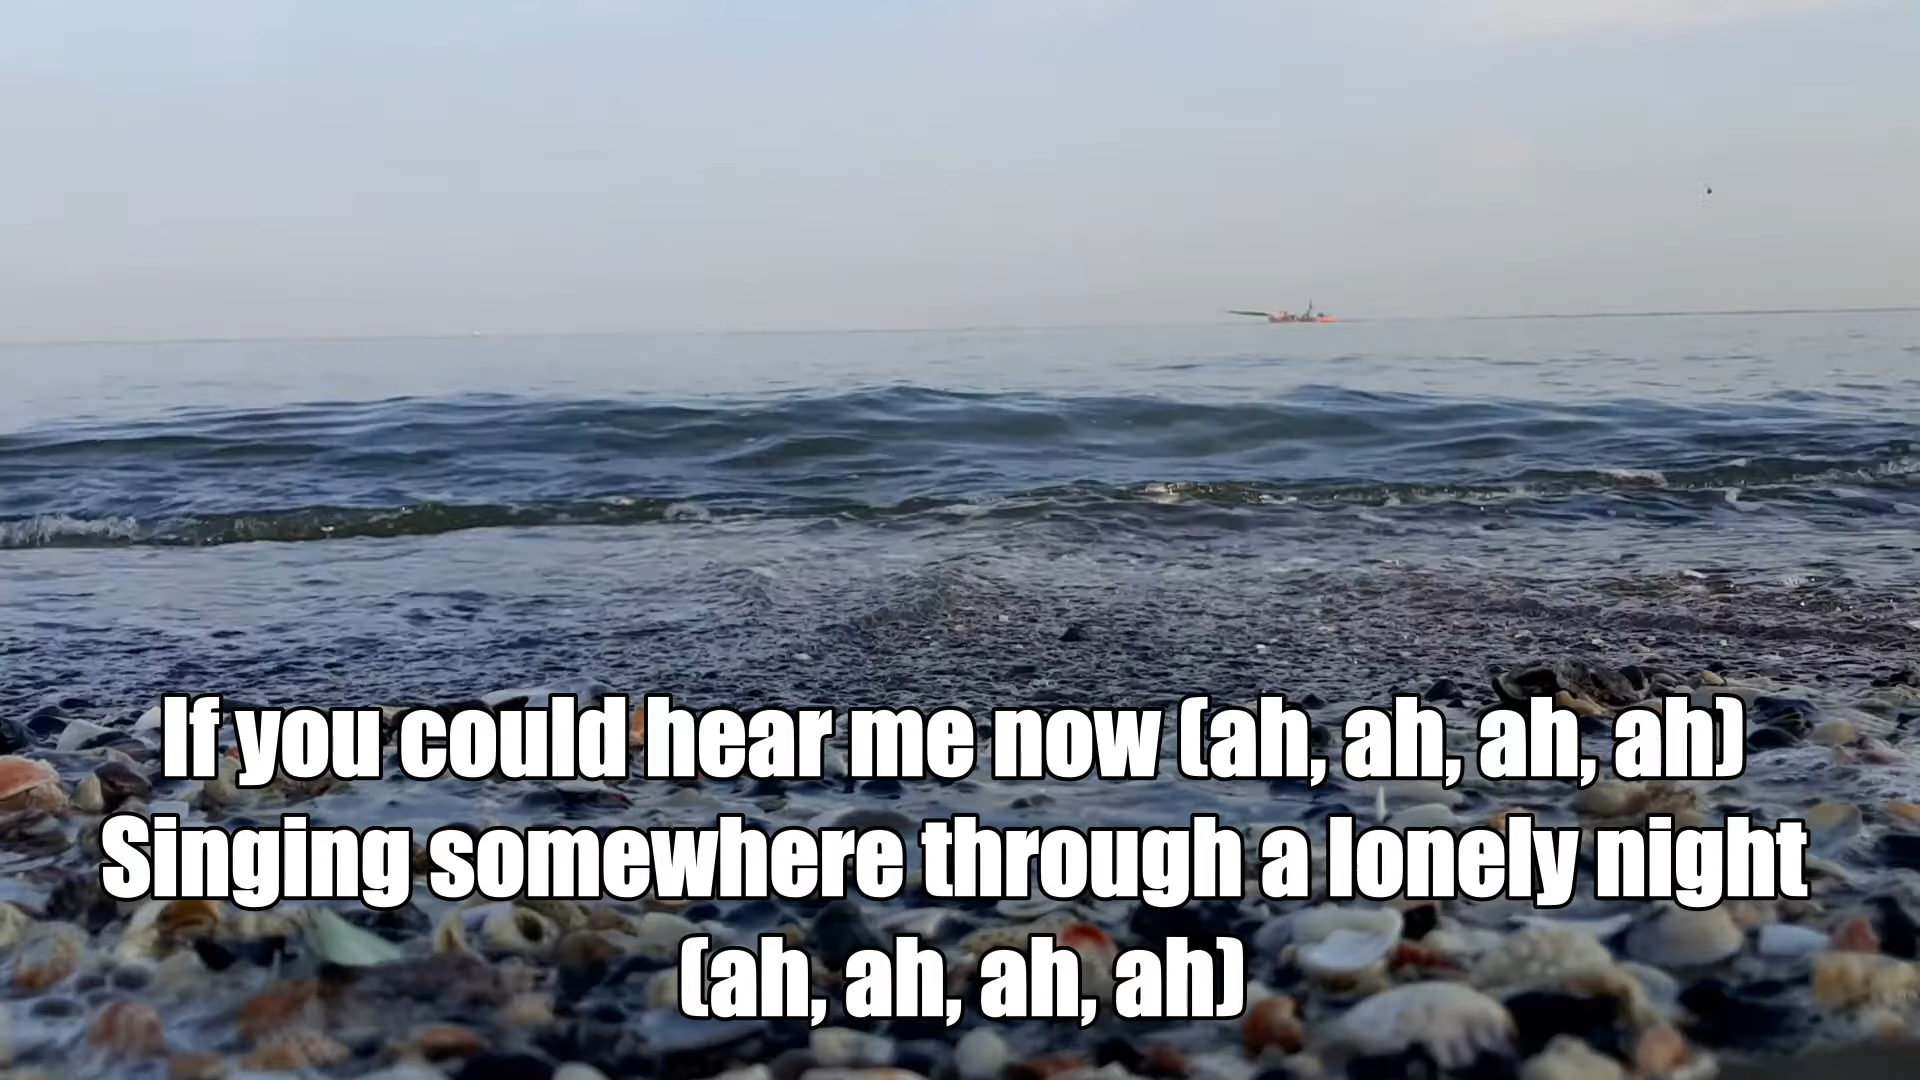 If you could hear me now (ah, ah, ah, ah)
Singing somewhere through a lonely night
(ah, ah, ah, ah)